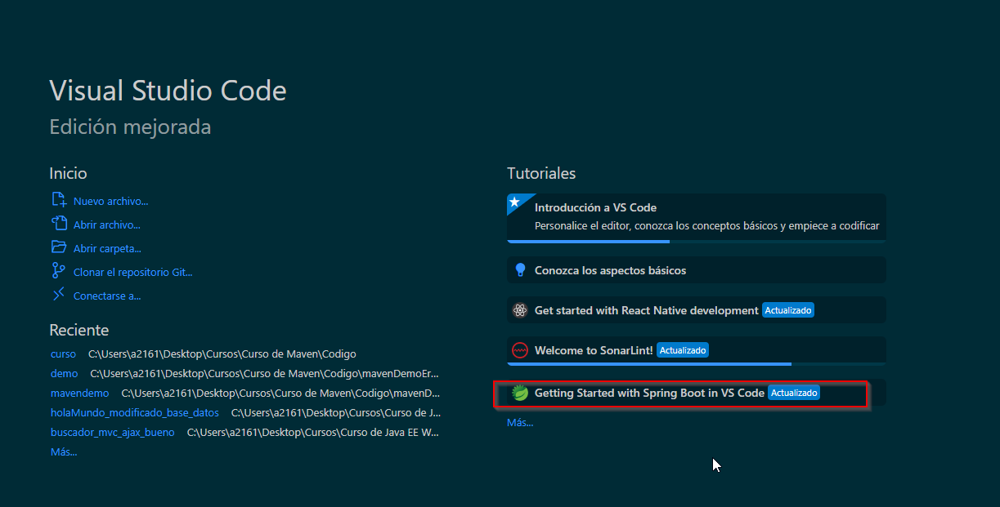 Visual Studio Code
Edición mejorada
Inicio
Nuevo archivo...
Abrir archivo...
Abrir carpeta...
Clonar el repositorio Git...
Conectarse a...
Reciente
curso C:\Users\a2161\Desktop\Cursos\Curso de Maven\Codigo
demo C:\Users\a2161\Desktop\Cursos\Curso de Maven\Codigo\mavenDemoEr...
mavendemo C:\Users\a2161\Desktop\Cursos\Curso de Maven\Codigo\mavenD...
holaMundo_modificado_base_datos C:\Users\a2161\Desktop\Cursos\Curso de J...
buscador_mvc_ajax_bueno C:\Users\a2161\Desktop\Cursos\Curso de Java EE W...
Más...
Tutoriales
Introducción a VS Code
Personalice el editor, conozca los conceptos básicos y empiece a codificar
Conozca los aspectos básicos
Get started with React Native development Actualizado
Welcome to SonarLint! Actualizado
Getting Started with Spring Boot in VS Code Actualizado
Más...